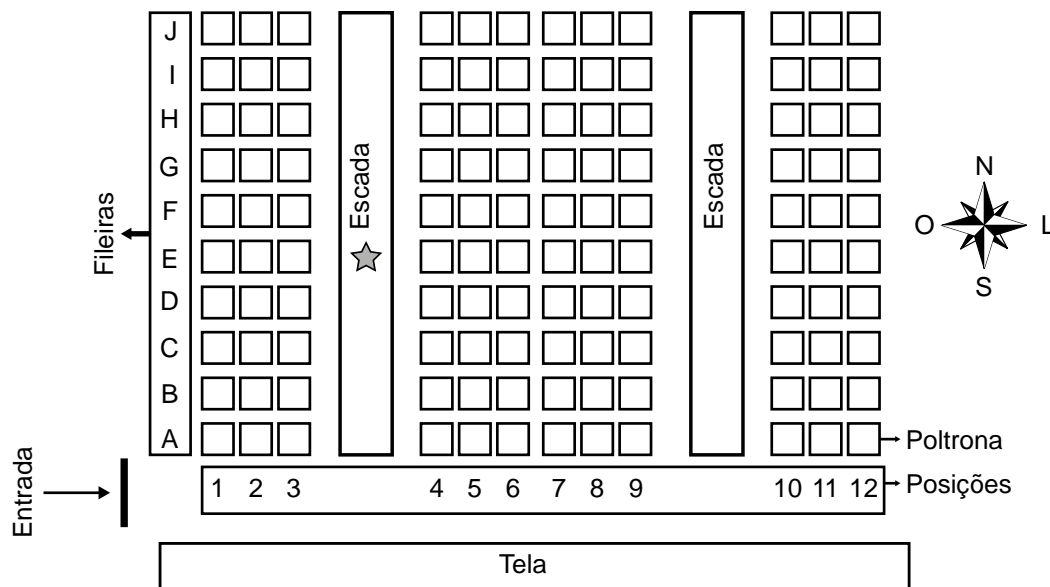 J
I
H
G
F
E
D
C
B
A
Fileiras
Escada
Escada
N
O L
S
Poltrona
Entrada
1 2 3 4 5 6 7 8 9 10 11 12
Posições
Tela